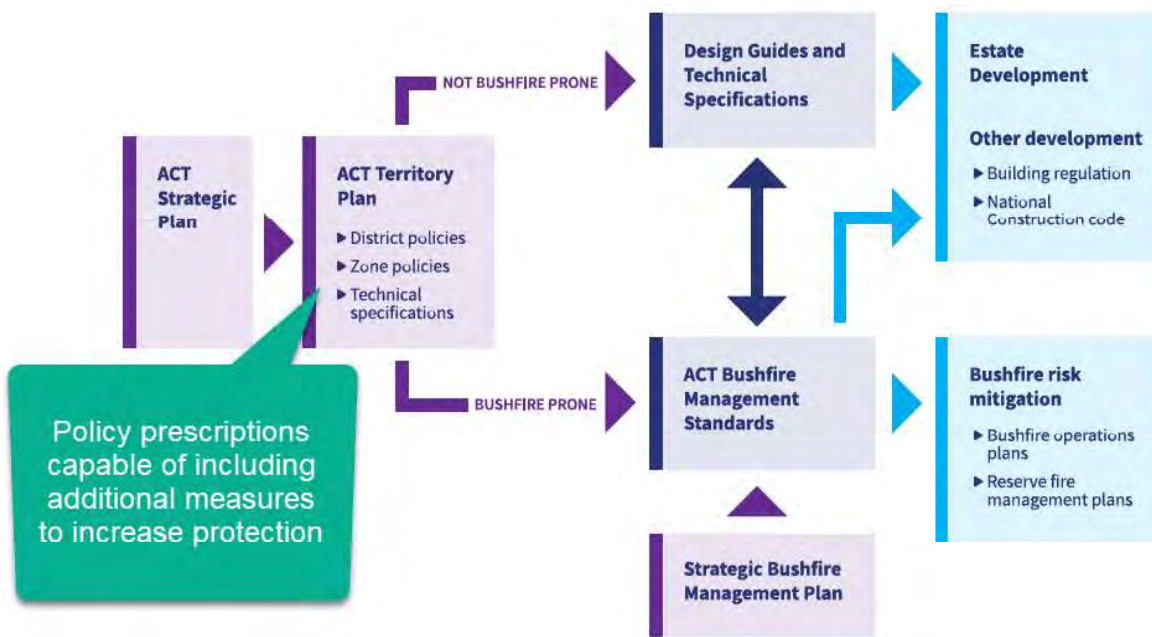 NOT BUSHFIRE PRONE
Design Guides and
Technical
Specifications
Estate
Development
Other development
▶ Building regulation
▶ National
Construction code
ACT
Strategic
Plan
ACT Territory
Plan
▶ District policies
▶ Zone policies
▶ Technical
specifications
Policy prescriptions
capable of including
additional measures
to increase protection
BUSHFIRE PRONE
ACT Bushfire
Management
Standards
Bushfire risk
mitigation
▶ Bushfire operations
plans
▶ Reserve fire
management plans
Strategic Bushfire
Management Plan